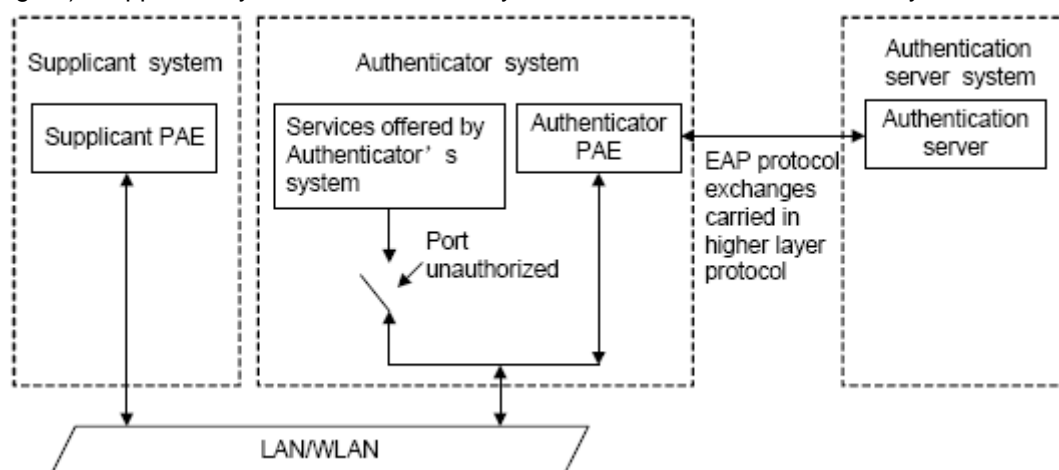 Supplicant system
Authenticator system
Authentication
server system
Supplicant PAE
Services offered by
Authenticator’s
system
Authenticator
PAE
Authentication
server
EAP protocol
exchanges
carried in
higher layer
protocol
Port
unauthorized
LAN/WLAN